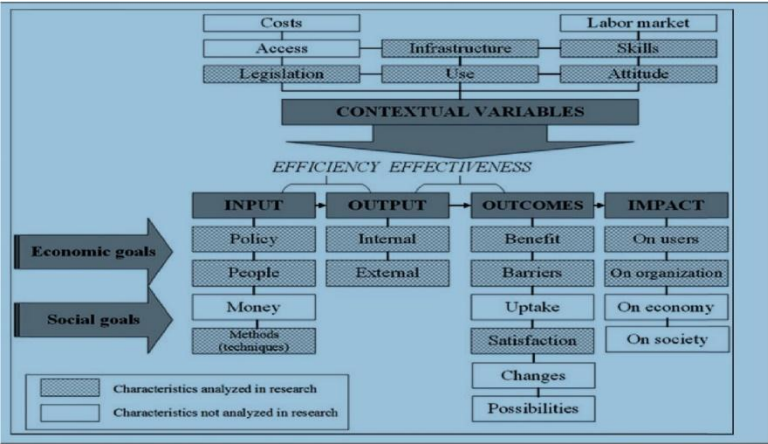 Costs
Labor market
Access
Infrastructure
Skills
Legislation
Use
Attitude
CONTEXTUAL VARIABLES
EFFICIENCY EFFECTIVENESS
INPUT
OUTPUT
OUTCOMES
IMPACT
Economic goals
Social goals
Policy
People
Money
Methods
(techniques)
Internal
External
Benefit
Barriers
Uptake
Satisfaction
Changes
Possibilities
On users
On organization
On economy
On society
Characteristics analyzed in research
Characteristics not analyzed in research